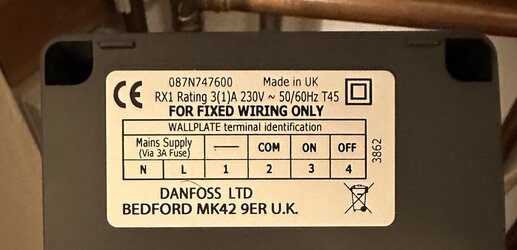 087N747600 Made in UK
CE RX1 Rating 3(1)A 230V ~ 50/60Hz T45
FOR FIXED WIRING ONLY
WALLPLATE terminal identification
Mains Supply COM ON OFF
(Via 3A Fuse)
N L 1 2 3 4
3862
DANFOSS LTD
BEDFORD MK42 9ER U.K.